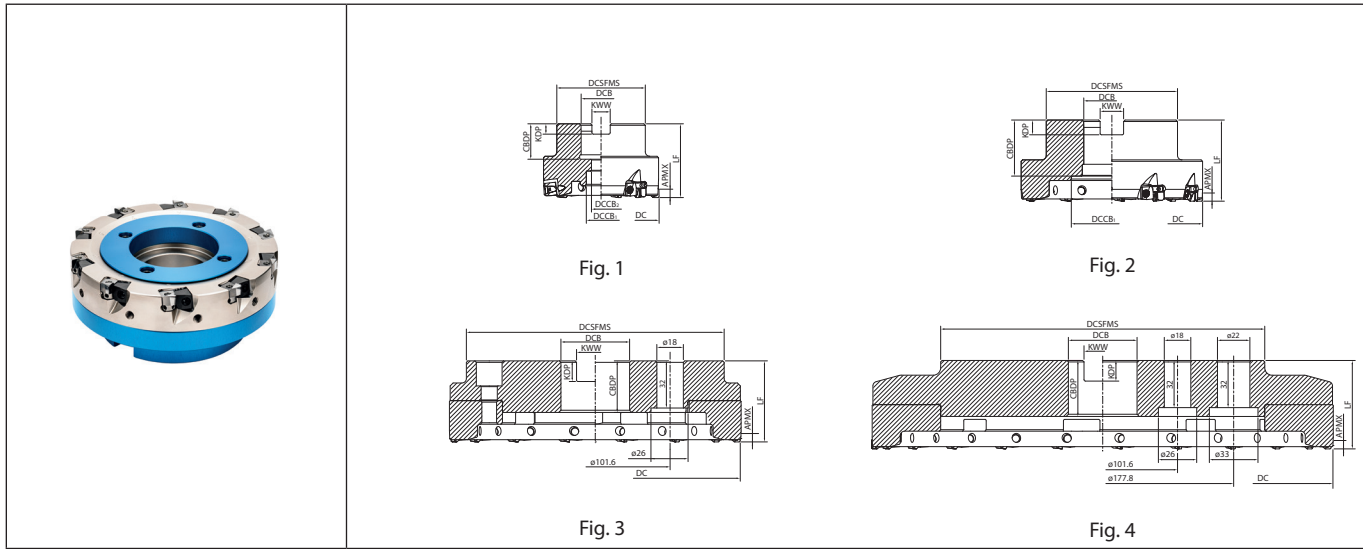 DCSFMS
DCB
KWW
KDP
CBDP
LF
APMX
DCCB₂
DCCB₁
DC
Fig. 1
DCSFMS
DCB
KWW
KDP
CBDP
LF
APMX
DCCB₁
DC
Fig. 2
DCSFMS
DCB
ø18
KWW
KDP
CBDP
32
LF
APMX
ø26
ø101.6
DC
Fig. 3
DCSFMS
DCB
ø18
ø22
KWW
KDP
CBDP
32
32
LF
APMX
ø26
ø33
ø101.6
DC
ø177.8
Fig. 4